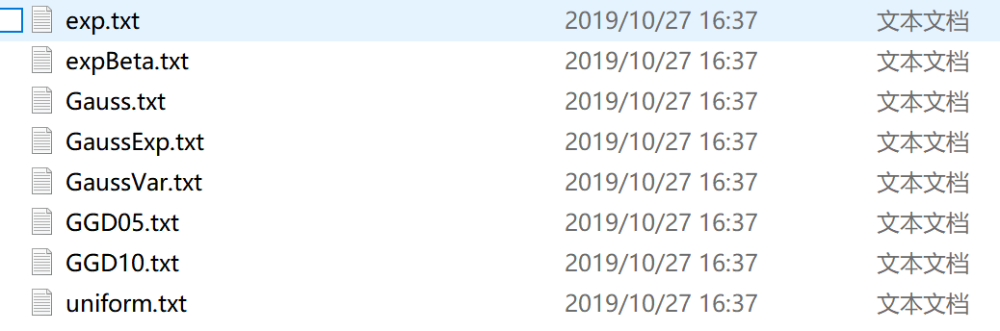 exp.txt 2019/10/27 16:37 文本文档
expBeta.txt 2019/10/27 16:37 文本文档
Gauss.txt 2019/10/27 16:37 文本文档
GaussExp.txt 2019/10/27 16:37 文本文档
GaussVar.txt 2019/10/27 16:37 文本文档
GGD05.txt 2019/10/27 16:37 文本文档
GGD10.txt 2019/10/27 16:37 文本文档
uniform.txt 2019/10/27 16:37 文本文档